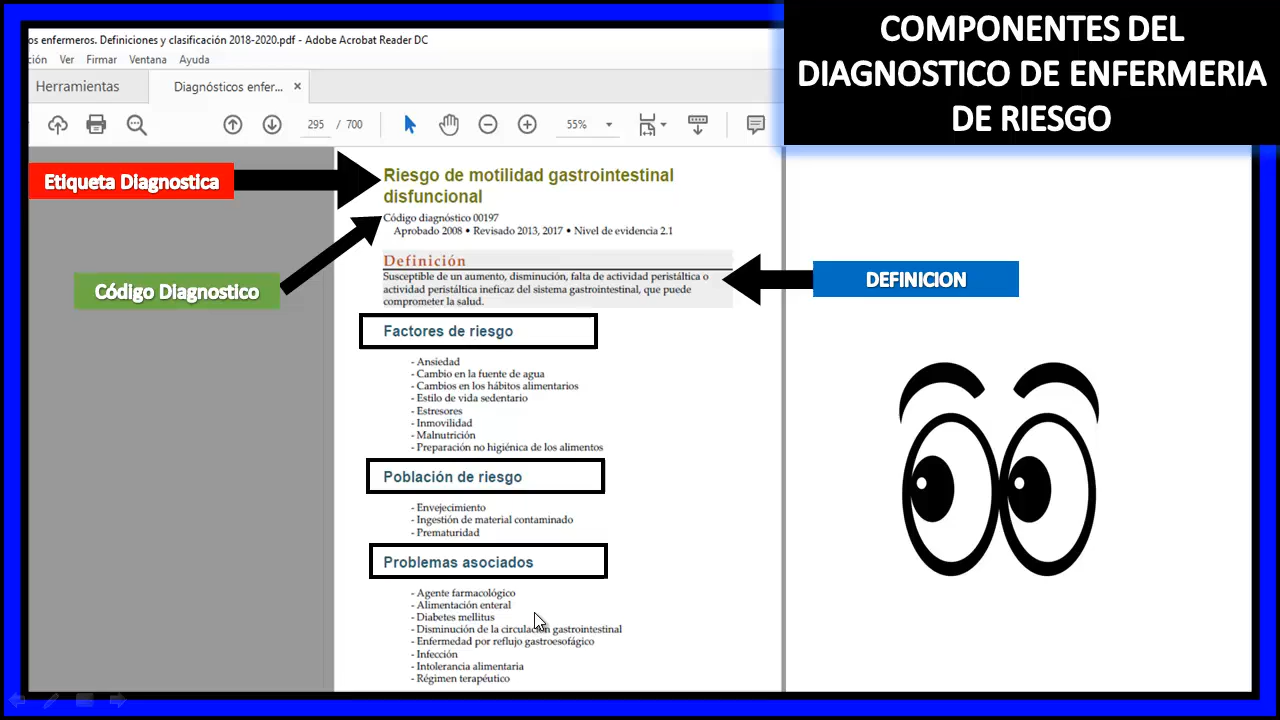 COMPONENTES DEL
DIAGNOSTICO DE ENFERMERIA
DE RIESGO
os enfermeros. Definiciones y clasificación 2018-2020.pdf - Adobe Acrobat Reader DC
ción Ver Firmar Ventana Ayuda
Herramientas
Diagnósticos enfer... ×
295 / 700
55%
Etiqueta Diagnostica
Riesgo de motilidad gastrointestinal
disfuncional
Código diagnóstico 00197
Aprobado 2008 • Revisado 2013, 2017 • Nivel de evidencia 2.1
Código Diagnostico
Definición
Susceptible de un aumento, disminución, falta de actividad peristáltica o
actividad peristáltica ineficaz del sistema gastrointestinal, que puede
comprometer la salud.
DEFINICION
Factores de riesgo
- Ansiedad
- Cambio en la fuente de agua
- Cambios en los hábitos alimentarios
- Estilo de vida sedentario
- Estresores
- Inmovilidad
- Malnutrición
- Preparación no higiénica de los alimentos
Población de riesgo
- Envejecimiento
- Ingestión de material contaminado
- Prematuridad
Problemas asociados
- Agente farmacológico
- Alimentación enteral
- Diabetes mellitus
- Disminución de la circulación gastrointestinal
- Enfermedad por reflujo gastroesofágico
- Infección
- Intolerancia alimentaria
- Régimen terapéutico